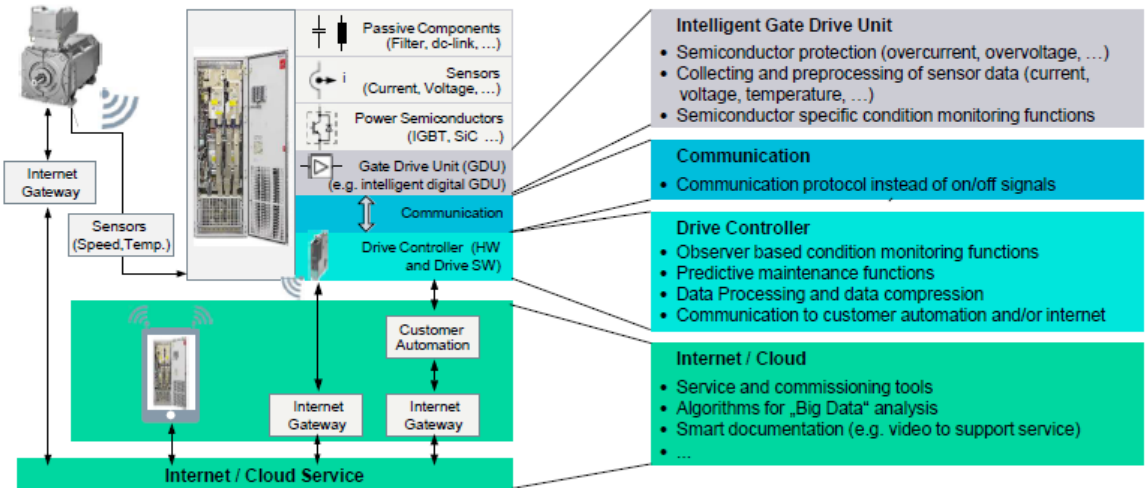 Passive Components
(Filter, dc-link, ...)
i
Sensors
(Current, Voltage, ...)
Power Semiconductors
(IGBT, SiC ...)
Gate Drive Unit (GDU)
(e.g. intelligent digital GDU)
Communication
Drive Controller (HW
and Drive SW)
Internet
Gateway
Sensors
(Speed,Temp.)
Customer
Automation
Internet
Gateway
Internet
Gateway
Internet / Cloud Service
Intelligent Gate Drive Unit
• Semiconductor protection (overcurrent, overvoltage, ...)
• Collecting and preprocessing of sensor data (current,
voltage, temperature, ...)
• Semiconductor specific condition monitoring functions
Communication
• Communication protocol instead of on/off signals
Drive Controller
• Observer based condition monitoring functions
• Predictive maintenance functions
• Data Processing and data compression
• Communication to customer automation and/or internet
Internet / Cloud
• Service and commissioning tools
• Algorithms for „Big Data“ analysis
• Smart documentation (e.g. video to support service)
• ...